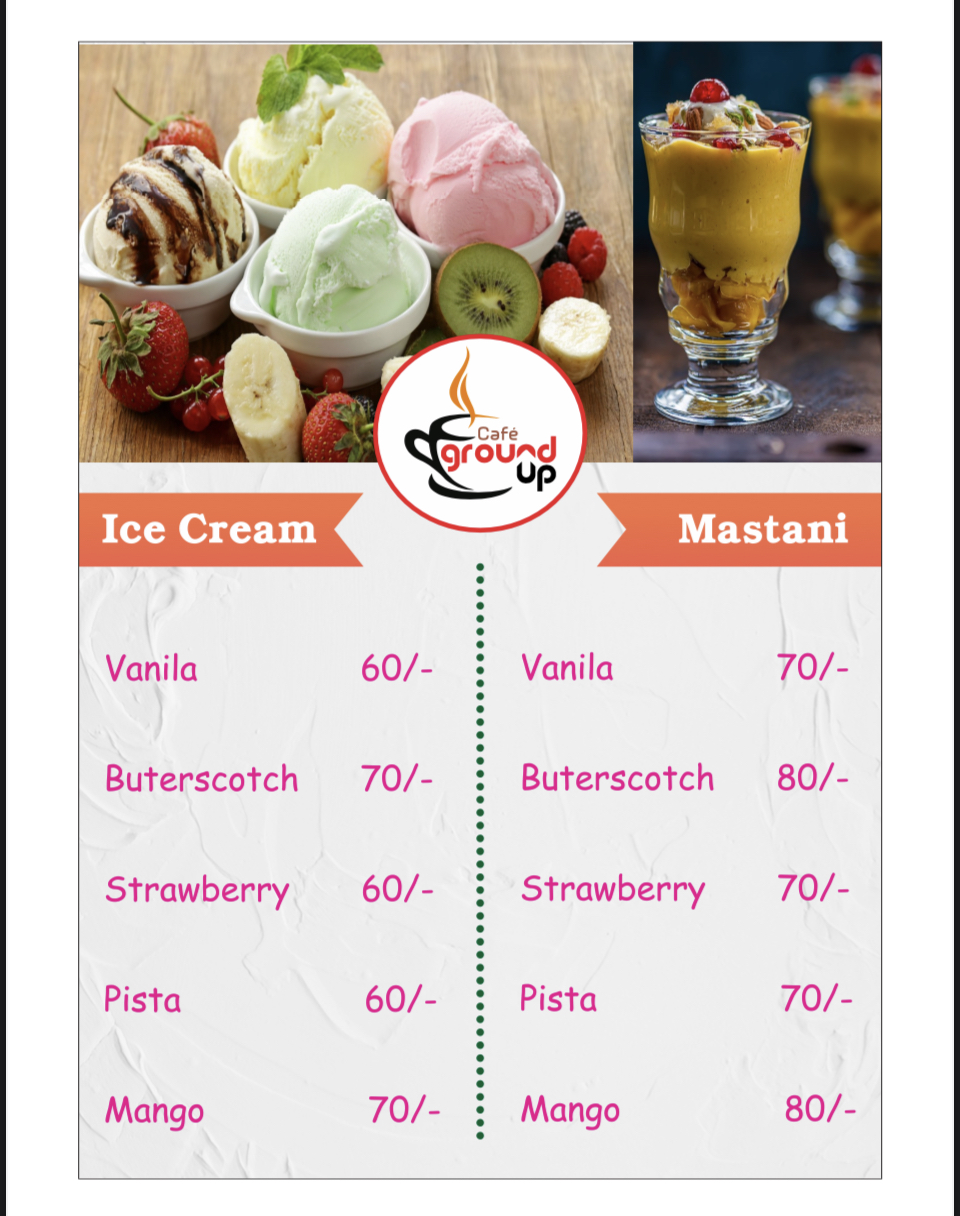 Café
ground
up
Ice Cream
Mastani
Vanila 60/-
Buterscotch 70/-
Strawberry 60/-
Pista 60/-
Mango 70/-
Vanila 70/-
Buterscotch 80/-
Strawberry 70/-
Pista 70/-
Mango 80/-